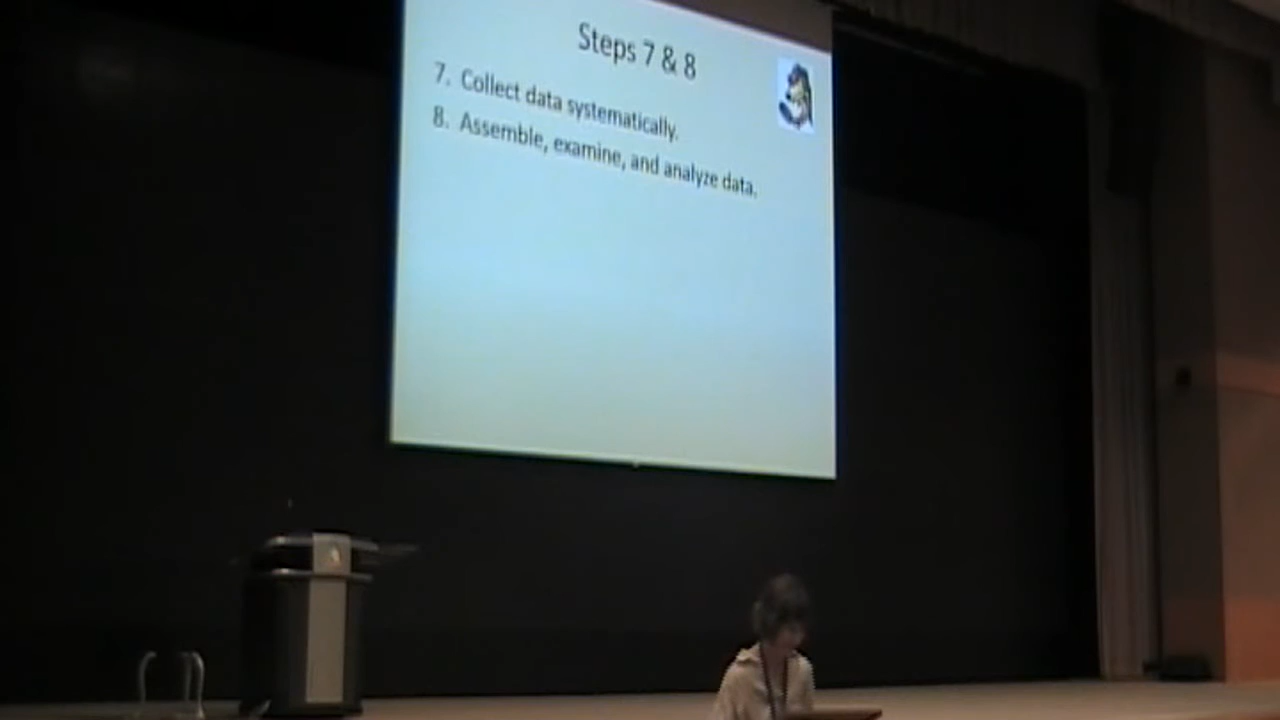 Steps 7 & 8
7. Collect data systematically.
8. Assemble, examine, and analyze data.